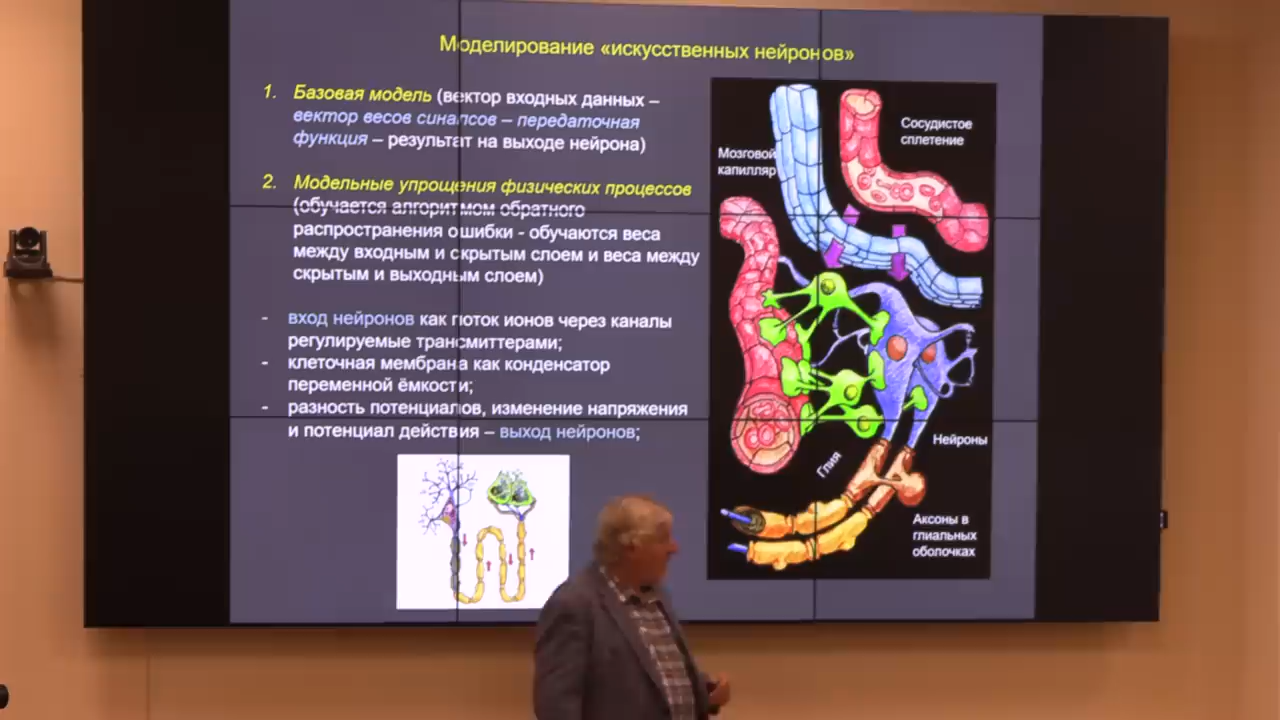 Моделирование «искусственных нейронов»
1. Базовая модель (вектор входных данных –
вектор весов синапсов – передаточная
функция – результат на выходе нейрона)
2. Модельные упрощения физических процессов
(обучается алгоритмом обратного
распространения ошибки - обучаются веса
между входным и скрытым слоем и веса между
скрытым и выходным слоем)
- вход нейронов как поток ионов через каналы
регулируемые трансмиттерами;
- клеточная мембрана как конденсатор
переменной ёмкости;
- разность потенциалов, изменение напряжения
и потенциал действия – выход нейронов;
Сосудистое
сплетение
Мозговой
капилляр
Нейроны
Глия
Аксоны в
глиальных
оболочках